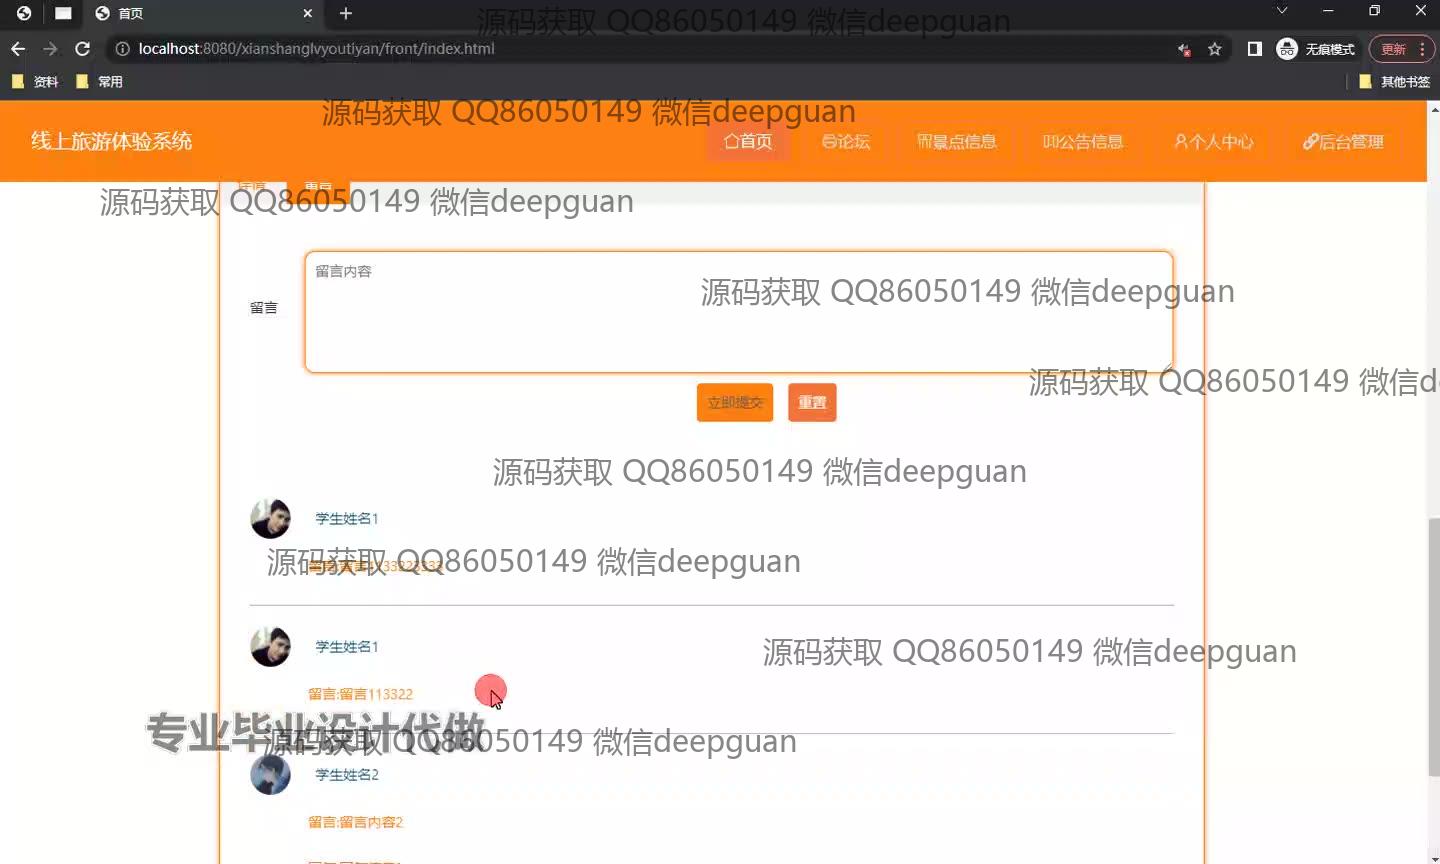 首页
源码获取 QQ86050149 微信deepguan
localhost:8080/xianshanglvyoutiyan/front/index.html
无痕模式
更新
资料
常用
其他书签
源码获取 QQ86050149 微信deepguan
线上旅游体验系统
首页
论坛
景点信息
公告信息
个人中心
后台管理
详情
重置
源码获取 QQ86050149 微信deepguan
留言内容
源码获取 QQ86050149 微信deepguan
留言
源码获取 QQ86050149 微信d
立即提交
重置
源码获取 QQ86050149 微信deepguan
学生姓名1
源码获取 QQ86050149 微信deepguan
学生姓名1
源码获取 QQ86050149 微信deepguan
留言:留言113322
专业毕业设计代做
源码获取 QQ86050149 微信deepguan
学生姓名2
留言:留言内容2